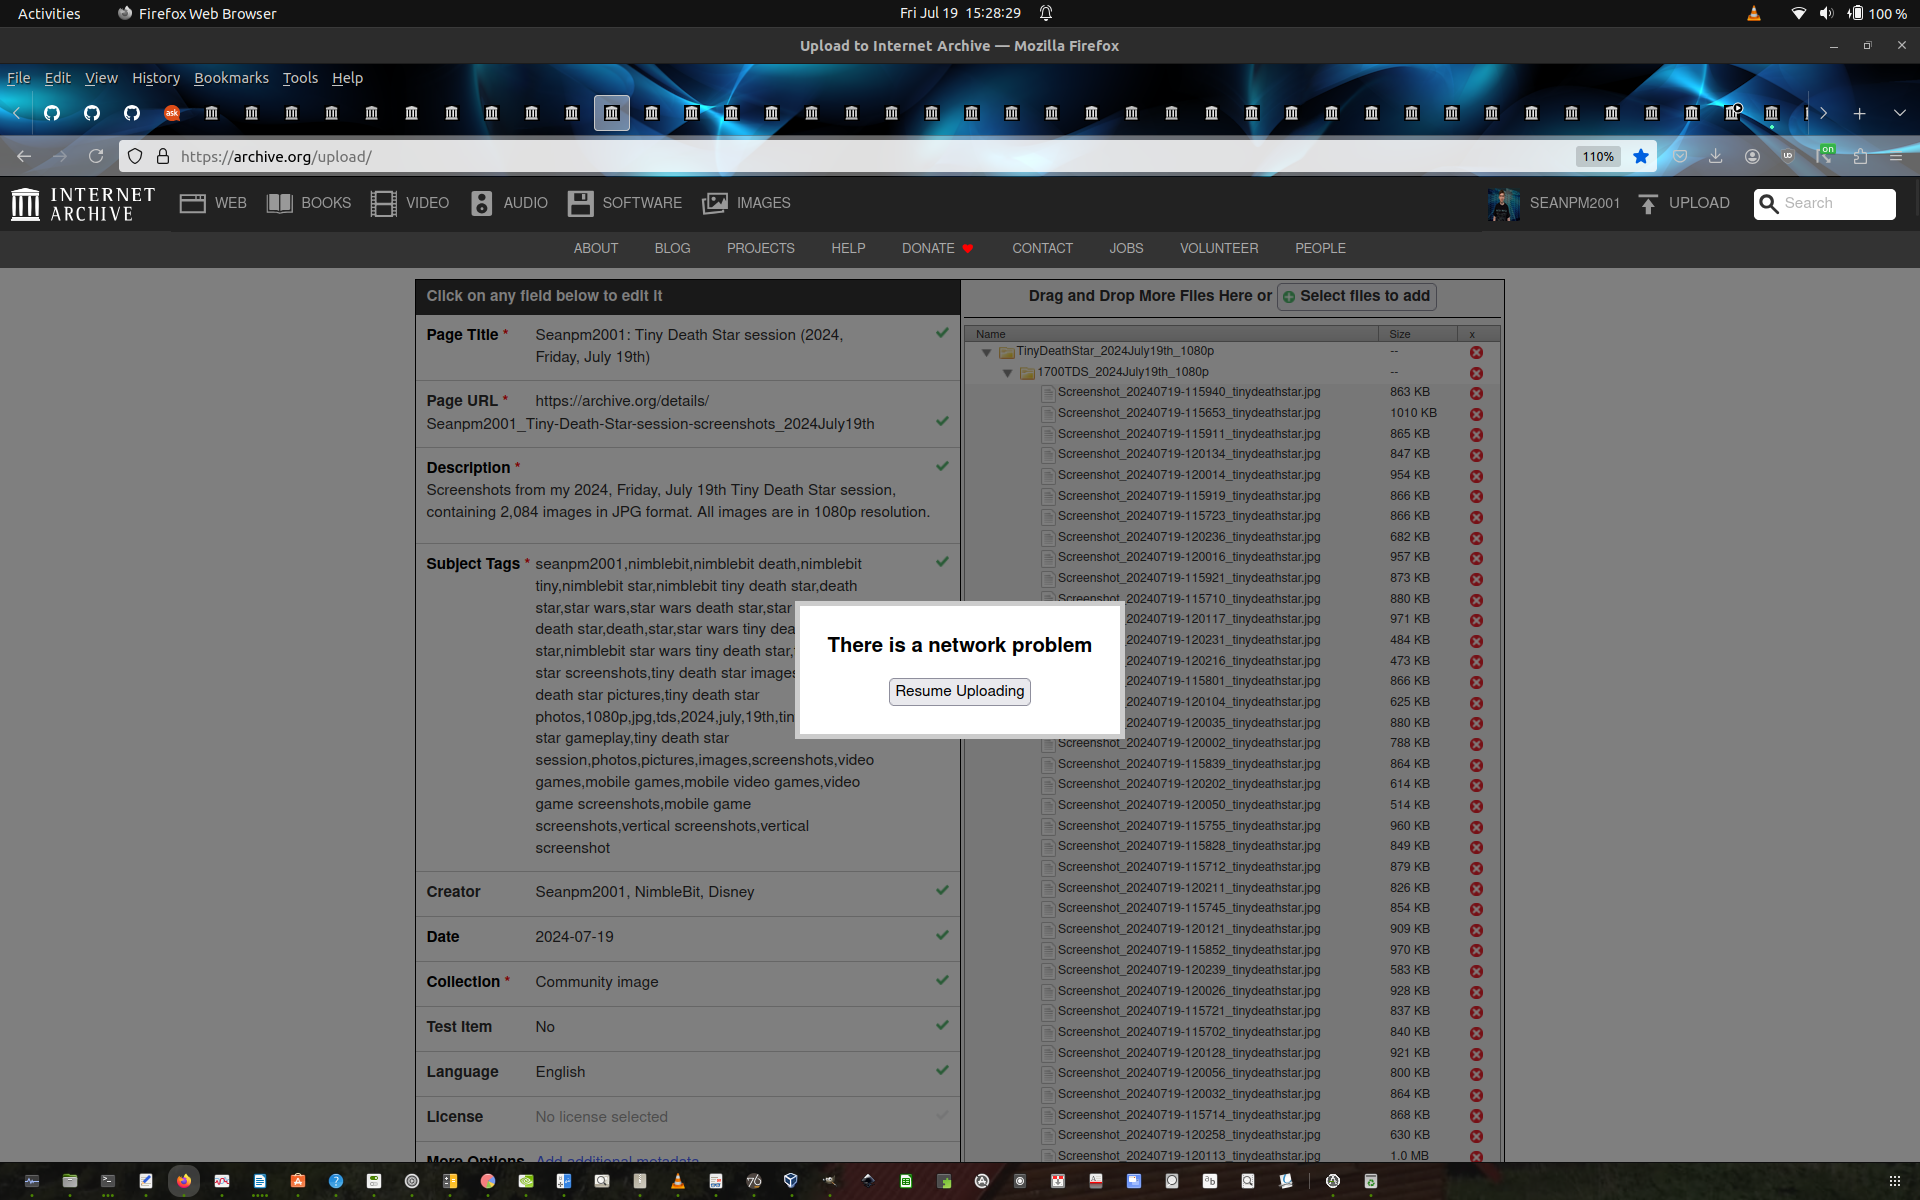 Activities
Firefox Web Browser
Fri Jul 19 15:28:29
100 %
Upload to Internet Archive — Mozilla Firefox
File Edit View History Bookmarks Tools Help
ask
https://archive.org/upload/
110%
on
INTERNET ARCHIVE
WEB
BOOKS
VIDEO
AUDIO
SOFTWARE
IMAGES
SEANPM2001
UPLOAD
Search
ABOUT BLOG PROJECTS HELP DONATE CONTACT JOBS VOLUNTEER PEOPLE
Click on any field below to edit it
Page Title * Seanpm2001: Tiny Death Star session (2024,
Friday, July 19th)
Page URL * https://archive.org/details/
Seanpm2001_Tiny-Death-Star-session-screenshots_2024July19th
Description *
Screenshots from my 2024, Friday, July 19th Tiny Death Star session,
containing 2,084 images in JPG format. All images are in 1080p resolution.
Subject Tags * seanpm2001,nimblebit,nimblebit death,nimblebit
tiny,nimblebit star,nimblebit tiny death star,death
star,star wars,star wars death star,star
death star,death,star,star wars tiny dea
star,nimblebit star wars tiny death star,
star screenshots,tiny death star images
death star pictures,tiny death star
photos,1080p,jpg,tds,2024,july,19th,tin
star gameplay,tiny death star
session,photos,pictures,images,screenshots,video
games,mobile games,mobile video games,video
game screenshots,mobile game
screenshots,vertical screenshots,vertical
screenshot
Creator Seanpm2001, NimbleBit, Disney
Date 2024-07-19
Collection * Community image
Test Item No
Language English
License No license selected
More Options Add additional metadata
Drag and Drop More Files Here or Select files to add
Name Size x
TinyDeathStar_2024July19th_1080p --
1700TDS_2024July19th_1080p --
Screenshot_20240719-115940_tinydeathstar.jpg 863 KB
Screenshot_20240719-115653_tinydeathstar.jpg 1010 KB
Screenshot_20240719-115911_tinydeathstar.jpg 865 KB
Screenshot_20240719-120134_tinydeathstar.jpg 847 KB
Screenshot_20240719-120014_tinydeathstar.jpg 954 KB
Screenshot_20240719-115919_tinydeathstar.jpg 866 KB
Screenshot_20240719-115723_tinydeathstar.jpg 866 KB
Screenshot_20240719-120236_tinydeathstar.jpg 682 KB
Screenshot_20240719-120016_tinydeathstar.jpg 957 KB
Screenshot_20240719-115921_tinydeathstar.jpg 873 KB
Screenshot_20240719-115710_tinydeathstar.jpg 880 KB
_20240719-120117_tinydeathstar.jpg 971 KB
_20240719-120231_tinydeathstar.jpg 484 KB
_20240719-120216_tinydeathstar.jpg 473 KB
_20240719-115801_tinydeathstar.jpg 866 KB
_20240719-120104_tinydeathstar.jpg 625 KB
_20240719-120035_tinydeathstar.jpg 880 KB
Screenshot_20240719-120002_tinydeathstar.jpg 788 KB
Screenshot_20240719-115839_tinydeathstar.jpg 864 KB
Screenshot_20240719-120202_tinydeathstar.jpg 614 KB
Screenshot_20240719-120050_tinydeathstar.jpg 514 KB
Screenshot_20240719-115755_tinydeathstar.jpg 960 KB
Screenshot_20240719-115828_tinydeathstar.jpg 849 KB
Screenshot_20240719-115712_tinydeathstar.jpg 879 KB
Screenshot_20240719-120211_tinydeathstar.jpg 826 KB
Screenshot_20240719-115745_tinydeathstar.jpg 854 KB
Screenshot_20240719-120121_tinydeathstar.jpg 909 KB
Screenshot_20240719-115852_tinydeathstar.jpg 970 KB
Screenshot_20240719-120239_tinydeathstar.jpg 583 KB
Screenshot_20240719-120026_tinydeathstar.jpg 928 KB
Screenshot_20240719-115721_tinydeathstar.jpg 837 KB
Screenshot_20240719-115702_tinydeathstar.jpg 840 KB
Screenshot_20240719-120128_tinydeathstar.jpg 921 KB
Screenshot_20240719-120056_tinydeathstar.jpg 800 KB
Screenshot_20240719-120032_tinydeathstar.jpg 864 KB
Screenshot_20240719-115714_tinydeathstar.jpg 868 KB
Screenshot_20240719-120258_tinydeathstar.jpg 630 KB
Screenshot_20240719-120113_tinydeathstar.jpg 1.0 MB
There is a network problem
Resume Uploading